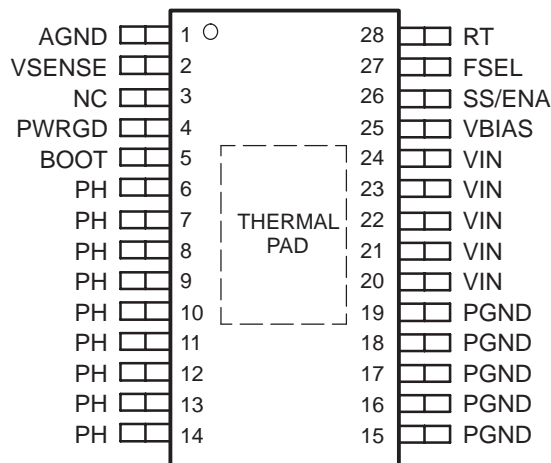 AGND 1 28 RT
VSENSE 2 27 FSEL
NC 3 26 SS/ENA
PWRGD 4 25 VBIAS
BOOT 5 24 VIN
PH 6 23 VIN
PH 7 22 VIN
PH 8 21 VIN
PH 9 20 VIN
PH 10 19 PGND
PH 11 18 PGND
PH 12 17 PGND
PH 13 16 PGND
PH 14 15 PGND
THERMAL
PAD